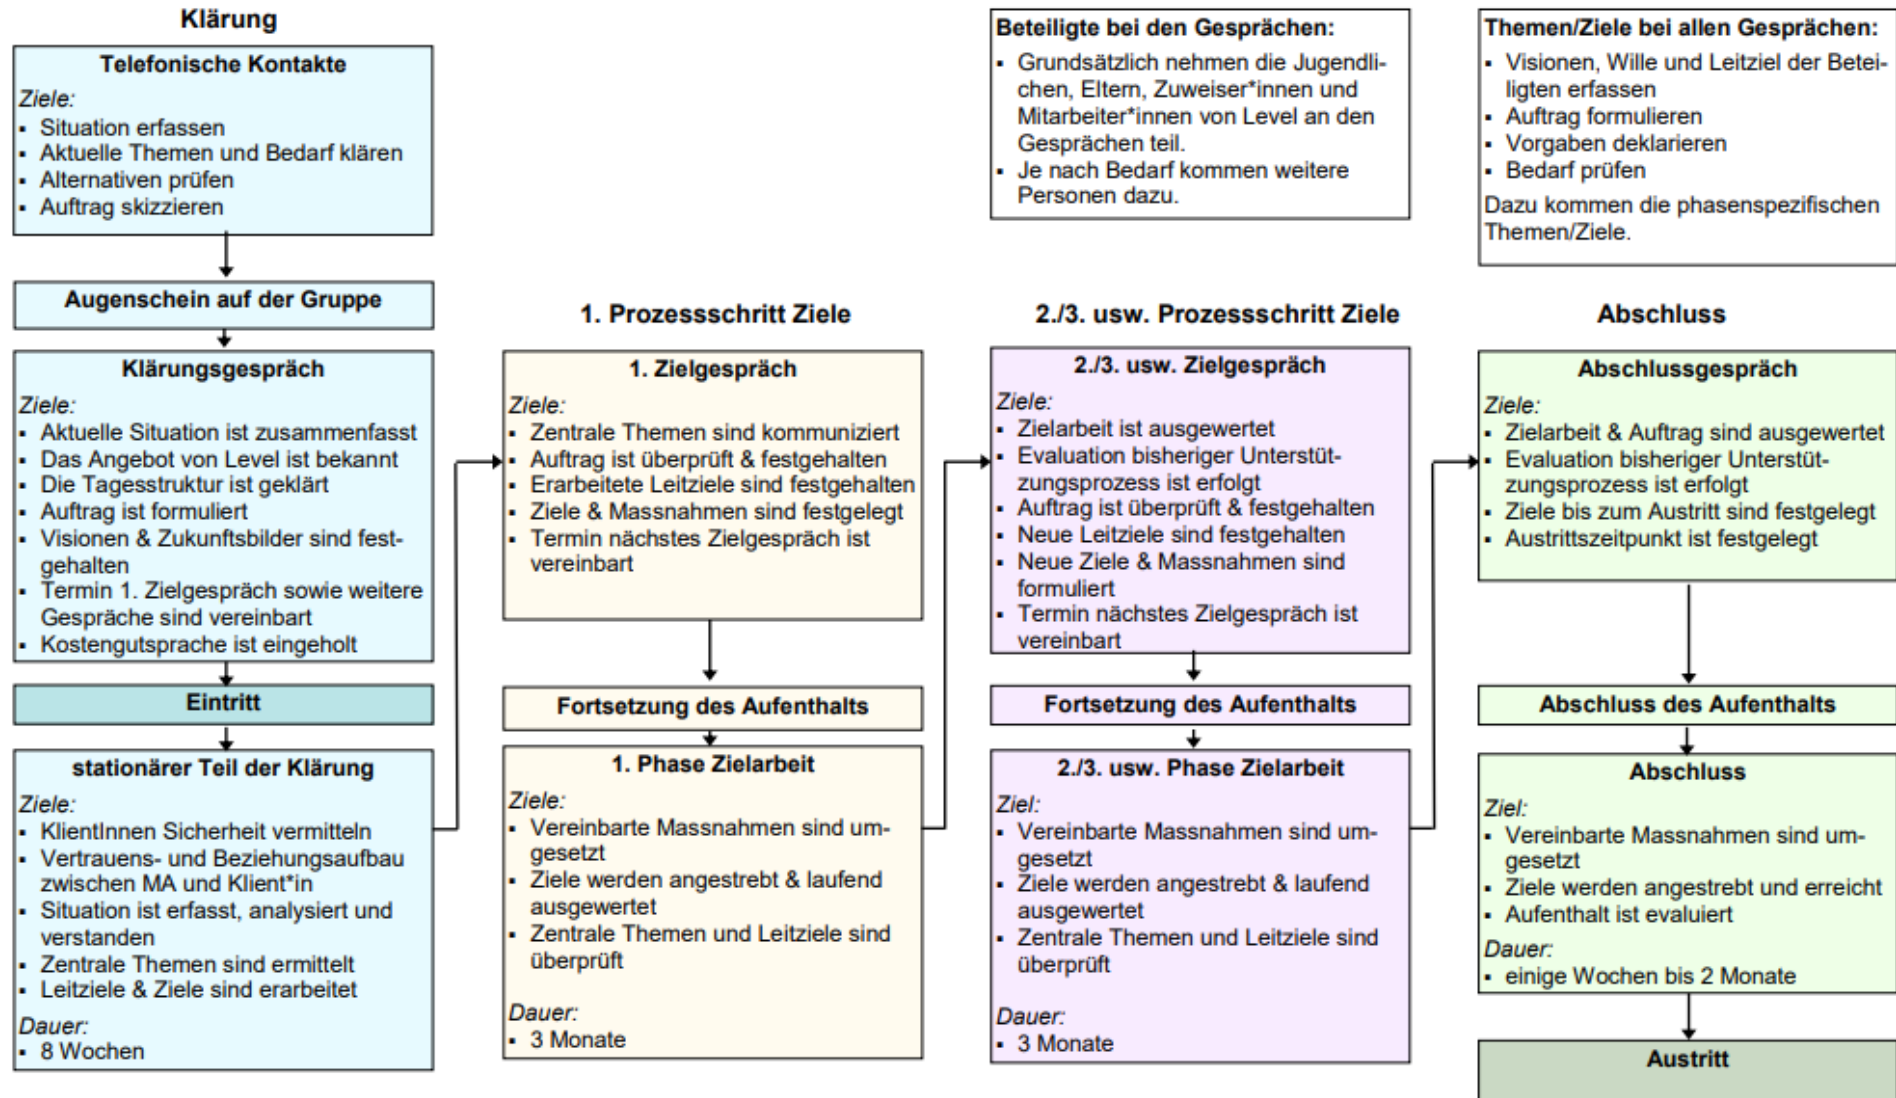 Klärung
Telefonische Kontakte
Ziele:
▪ Situation erfassen
▪ Aktuelle Themen und Bedarf klären
▪ Alternativen prüfen
▪ Auftrag skizzieren
Augenschein auf der Gruppe
Klärungsgespräch
Ziele:
▪ Aktuelle Situation ist zusammenfasst
▪ Das Angebot von Level ist bekannt
▪ Die Tagesstruktur ist geklärt
▪ Auftrag ist formuliert
▪ Visionen & Zukunftsbilder sind fest-
gehalten
▪ Termin 1. Zielgespräch sowie weitere
Gespräche sind vereinbart
▪ Kostengutsprache ist eingeholt
Eintritt
stationärer Teil der Klärung
Ziele:
▪ KlientInnen Sicherheit vermitteln
▪ Vertrauens- und Beziehungsaufbau
zwischen MA und Klient*in
▪ Situation ist erfasst, analysiert und
verstanden
▪ Zentrale Themen sind ermittelt
▪ Leitziele & Ziele sind erarbeitet
Dauer:
▪ 8 Wochen
Beteiligte bei den Gesprächen:
▪ Grundsätzlich nehmen die Jugendli-
chen, Eltern, Zuweiser*innen und
Mitarbeiter*innen von Level an den
Gesprächen teil.
▪ Je nach Bedarf kommen weitere
Personen dazu.
Themen/Ziele bei allen Gesprächen:
▪ Visionen, Wille und Leitziel der Betei-
ligten erfassen
▪ Auftrag formulieren
▪ Vorgaben deklarieren
▪ Bedarf prüfen
Dazu kommen die phasenspezifischen
Themen/Ziele.
1. Prozessschritt Ziele
1. Zielgespräch
Ziele:
▪ Zentrale Themen sind kommuniziert
▪ Auftrag ist überprüft & festgehalten
▪ Erarbeitete Leitziele sind festgehalten
▪ Ziele & Massnahmen sind festgelegt
▪ Termin nächstes Zielgespräch ist
vereinbart
Fortsetzung des Aufenthalts
1. Phase Zielarbeit
Ziele:
▪ Vereinbarte Massnahmen sind um-
gesetzt
▪ Ziele werden angestrebt & laufend
ausgewertet
▪ Zentrale Themen und Leitziele sind
überprüft
Dauer:
▪ 3 Monate
2./3. usw. Prozessschritt Ziele
2./3. usw. Zielgespräch
Ziele:
▪ Zielarbeit ist ausgewertet
▪ Evaluation bisheriger Unterstüt-
zungsprozess ist erfolgt
▪ Auftrag ist überprüft & festgehalten
▪ Neue Leitziele sind festgehalten
▪ Neue Ziele & Massnahmen sind
formuliert
▪ Termin nächstes Zielgespräch ist
vereinbart
Fortsetzung des Aufenthalts
2./3. usw. Phase Zielarbeit
Ziel:
▪ Vereinbarte Massnahmen sind um-
gesetzt
▪ Ziele werden angestrebt & laufend
ausgewertet
▪ Zentrale Themen und Leitziele sind
überprüft
Dauer:
▪ 3 Monate
Abschluss
Abschlussgespräch
Ziele:
▪ Zielarbeit & Auftrag sind ausgewertet
▪ Evaluation bisheriger Unterstüt-
zungsprozess ist erfolgt
▪ Ziele bis zum Austritt sind festgelegt
▪ Austrittszeitpunkt ist festgelegt
Abschluss des Aufenthalts
Abschluss
Ziel:
▪ Vereinbarte Massnahmen sind um-
gesetzt
▪ Ziele werden angestrebt und erreicht
▪ Aufenthalt ist evaluiert
Dauer:
▪ einige Wochen bis 2 Monate
Austritt